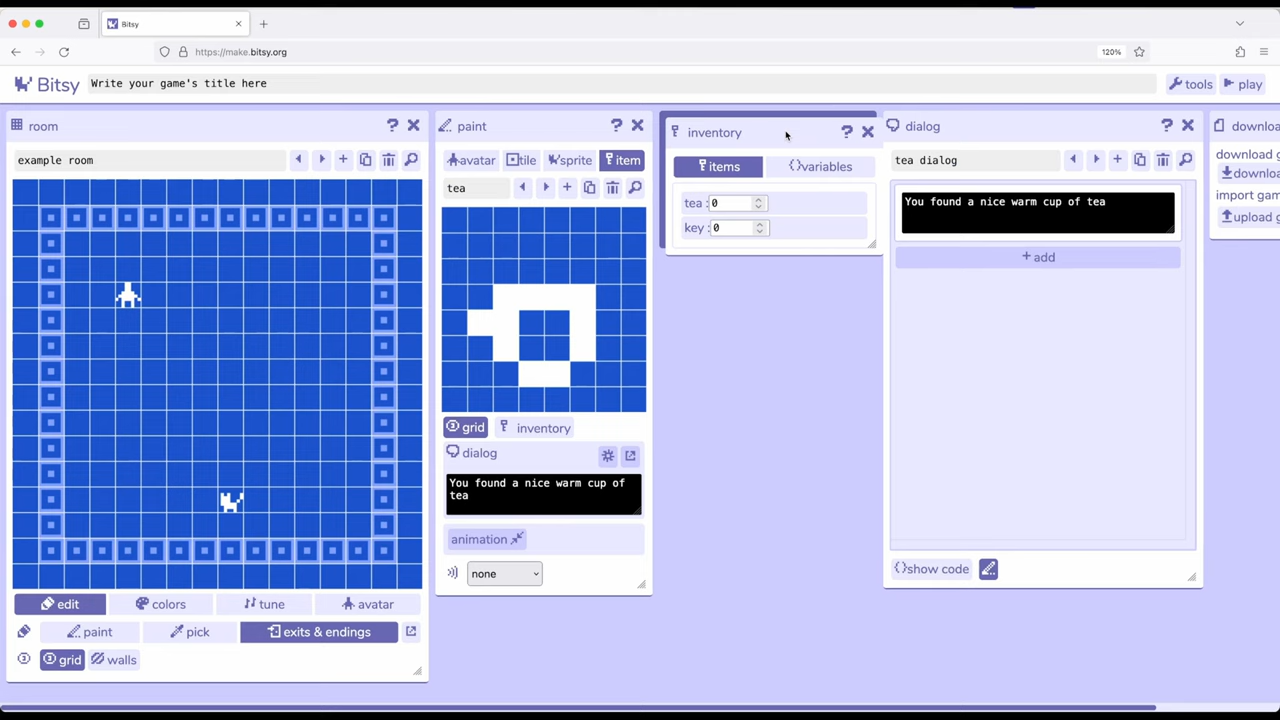 Bitsy
https://make.bitsy.org
120%
Bitsy
Write your game's title here
tools
play
room
?
example room
edit
colors
tune
avatar
paint
pick
exits & endings
grid
walls
paint
?
avatar
tile
sprite
item
tea
grid
inventory
dialog
You found a nice warm cup of
tea
animation
none
inventory
?
items
variables
tea : 0
key : 0
dialog
?
tea dialog
You found a nice warm cup of tea
+ add
show code
downloa
download g
downloa
import gam
upload g